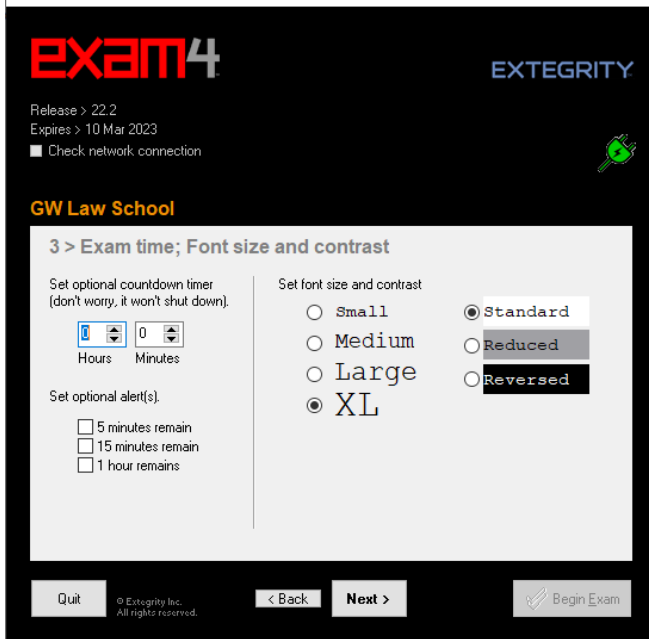 exam4
EXTEGRITY
Release > 22.2
Expires > 10 Mar 2023
Check network connection
GW Law School
3 > Exam time; Font size and contrast
Set optional countdown timer
(don't worry, it won't shut down).
0 0
Hours Minutes
Set optional alert(s).
5 minutes remain
15 minutes remain
1 hour remains
Set font size and contrast
Small
Medium
Large
XL
Standard
Reduced
Reversed
Quit
© Extegrity Inc.
All rights reserved.
< Back
Next >
Begin Exam